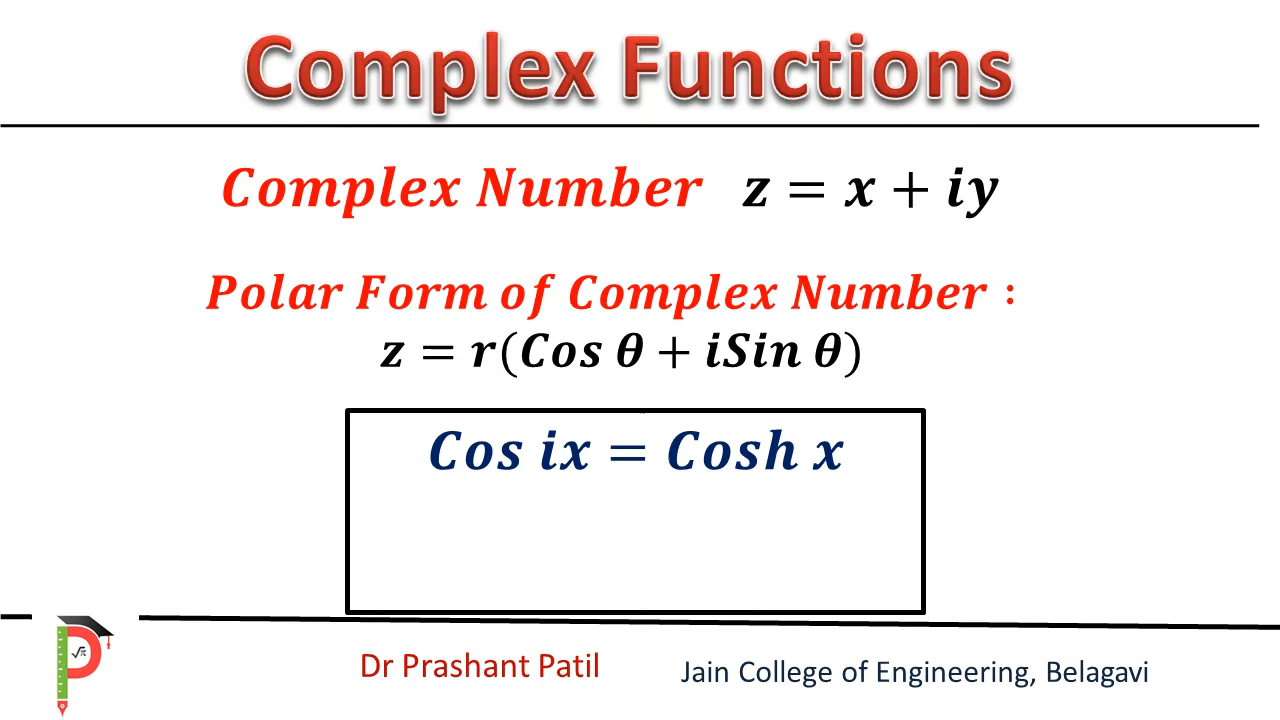 Complex Functions
Complex Number z = x + iy
Polar Form of Complex Number :
z = r(Cos θ + iSin θ)
Cos ix = Cosh x
√π
Dr Prashant Patil
Jain College of Engineering, Belagavi